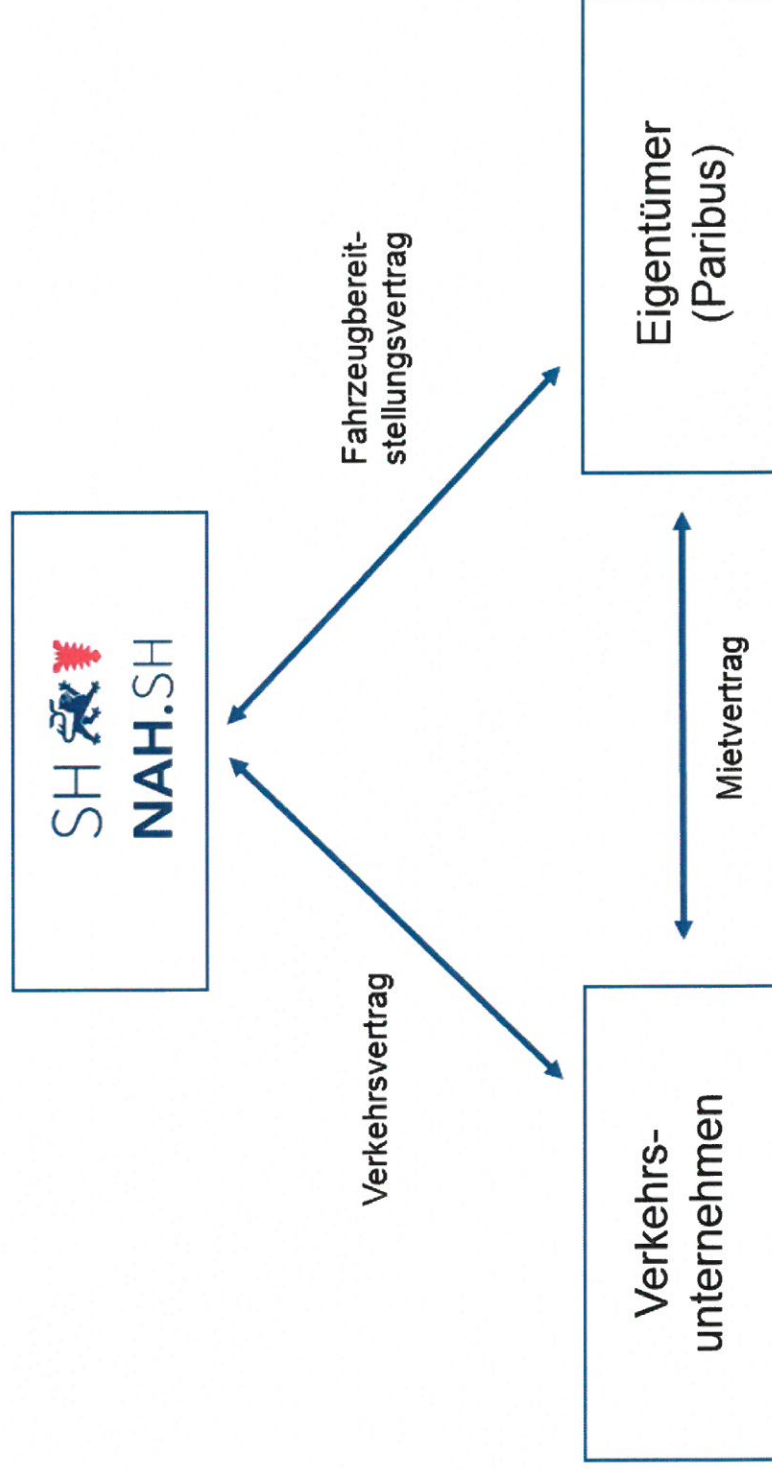 SH
NAH.SH
Verkehrsvertrag
Fahrzeugbereit-
stellungsvertrag
Verkehrs-
unternehmen
Mietvertrag
Eigentümer
(Paribus)